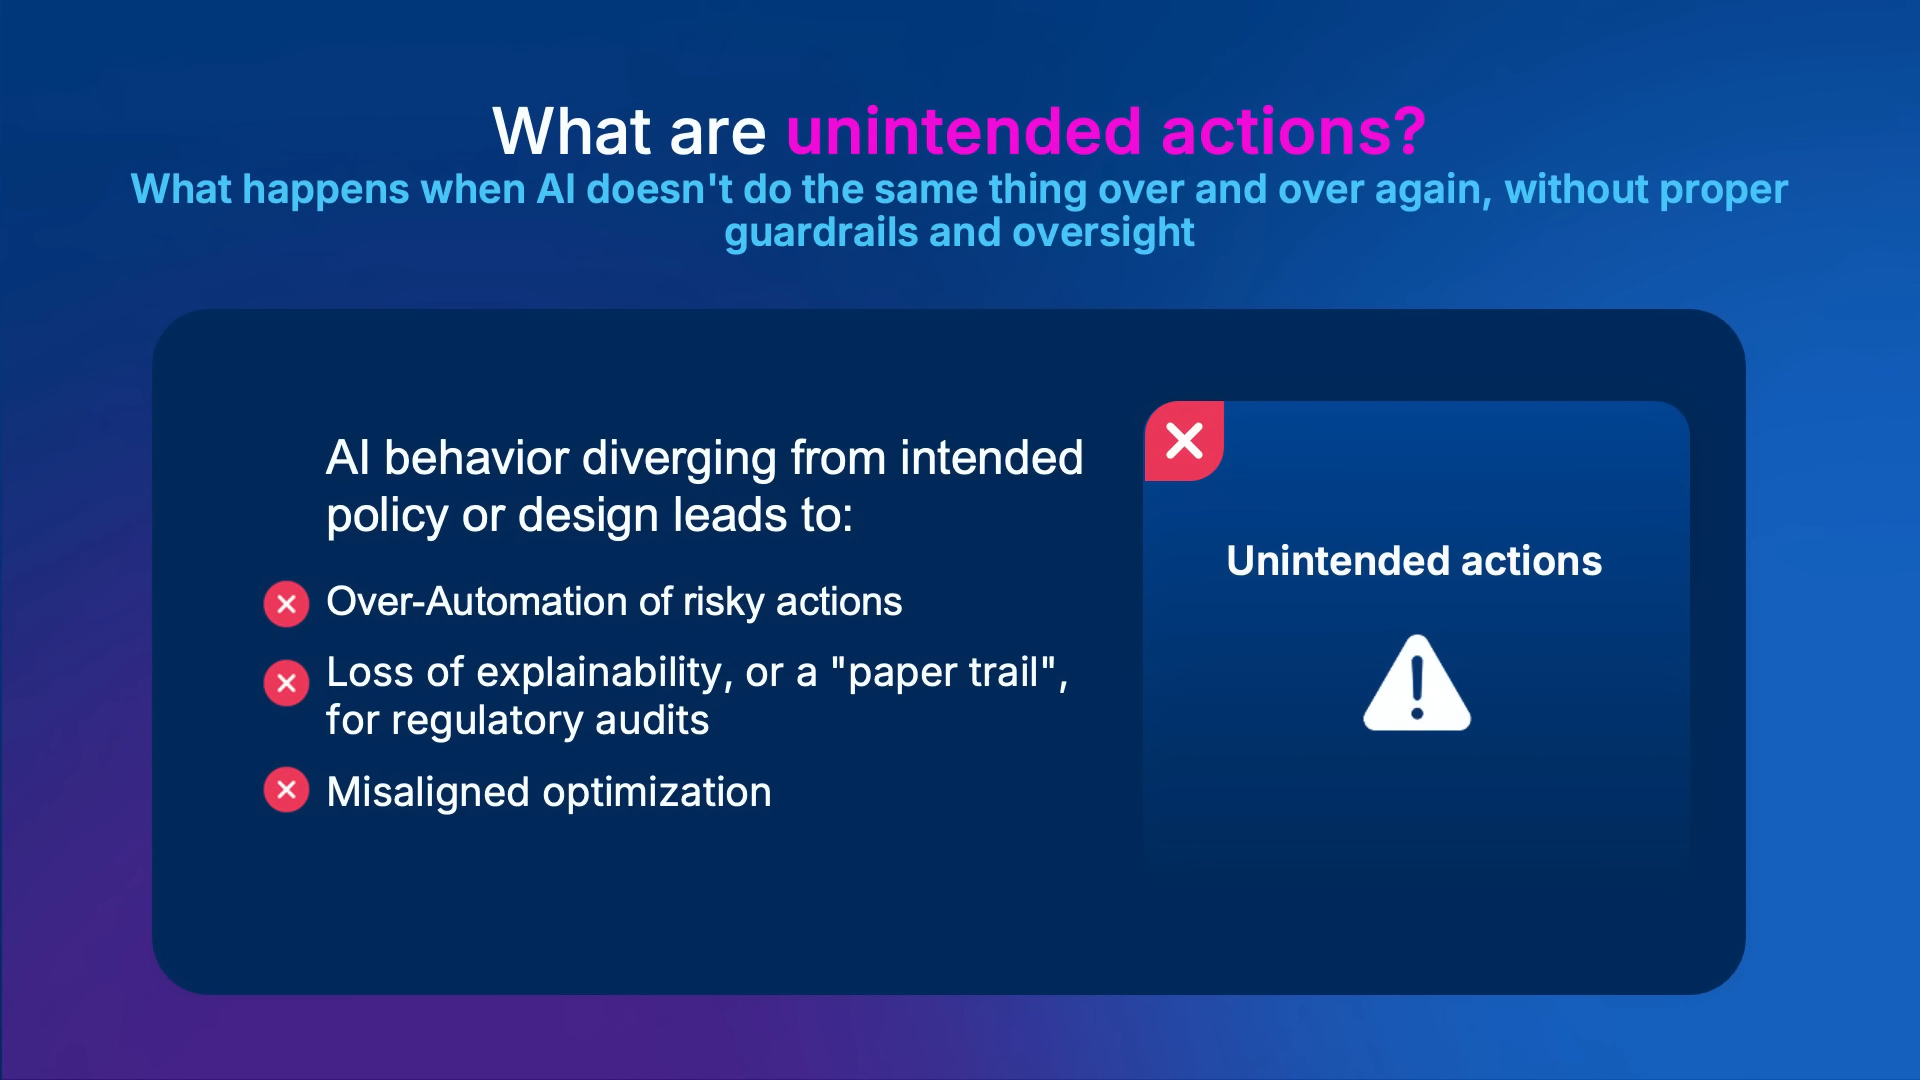 What are unintended actions?
What happens when AI doesn't do the same thing over and over again, without proper
guardrails and oversight
AI behavior diverging from intended
policy or design leads to:
Over-Automation of risky actions
Loss of explainability, or a "paper trail",
for regulatory audits
Misaligned optimization
Unintended actions